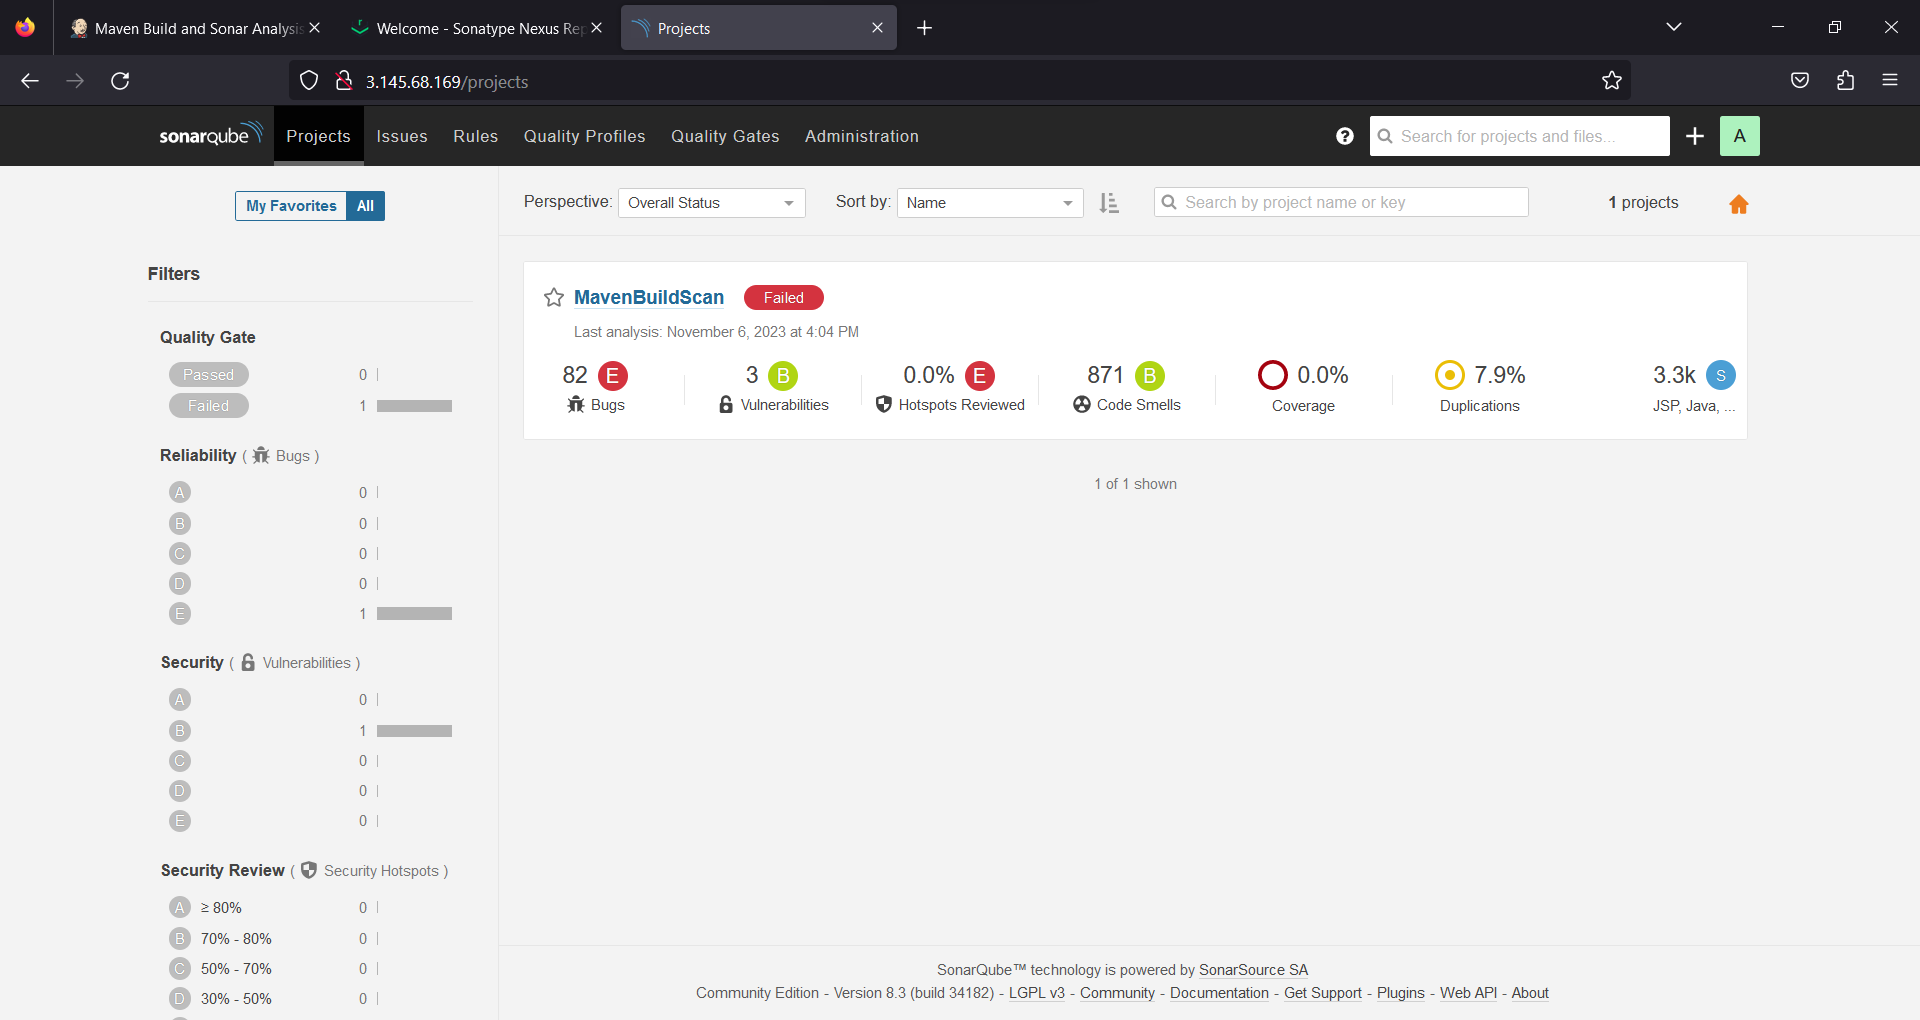 Maven Build and Sonar Analysis
Welcome - Sonatype Nexus Rep
Projects
3.145.68.169/projects
sonarqube
Projects
Issues
Rules
Quality Profiles
Quality Gates
Administration
?
Search for projects and files...
A
My Favorites
All
Perspective:
Overall Status
Sort by:
Name
Search by project name or key
1 projects
Filters
Quality Gate
Passed 0
Failed 1
Reliability ( Bugs )
A 0
B 0
C 0
D 0
E 1
Security ( Vulnerabilities )
A 0
B 1
C 0
D 0
E 0
Security Review ( Security Hotspots )
A ≥ 80% 0
B 70% - 80% 0
C 50% - 70% 0
D 30% - 50% 0
MavenBuildScan
Failed
Last analysis: November 6, 2023 at 4:04 PM
82 E
Bugs
3 B
Vulnerabilities
0.0% E
Hotspots Reviewed
871 B
Code Smells
0.0%
Coverage
7.9%
Duplications
3.3k S
JSP, Java, ...
1 of 1 shown
SonarQube™ technology is powered by SonarSource SA
Community Edition - Version 8.3 (build 34182) - LGPL v3 - Community - Documentation - Get Support - Plugins - Web API - About